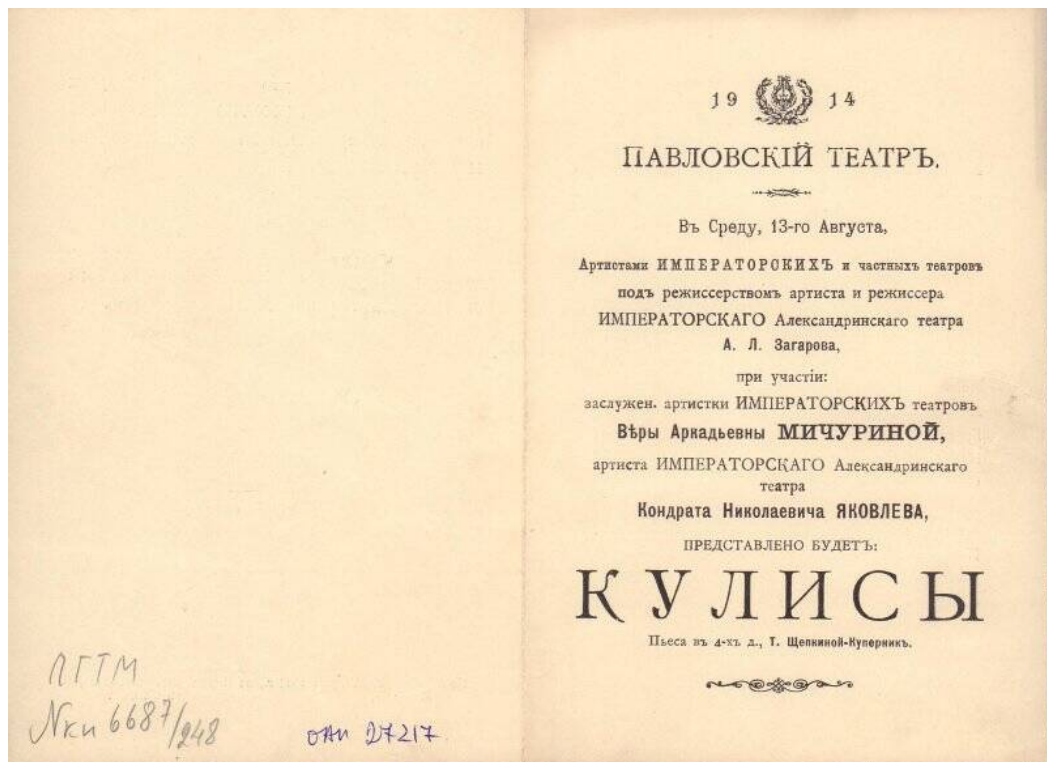 ЛГТМ
Nки 6687/248
ОАИ 27217
19 14
ПАВЛОВСКІЙ ТЕАТРЪ.
Въ Среду, 13-го Августа,
Артистами ИМПЕРАТОРСКИХЪ и частныхъ театровъ
подъ режиссерствомъ артиста и режиссера
ИМПЕРАТОРСКАГО Александринскаго театра
А. Л. Загарова,
при участіи:
заслужен. артистки ИМПЕРАТОРСКИХЪ театровъ
Вѣры Аркадьевны МИЧУРИНОЙ,
артиста ИМПЕРАТОРСКАГО Александринскаго
театра
Кондрата Николаевича ЯКОВЛЕВА,
ПРЕДСТАВЛЕНО БУДЕТЪ:
КУЛИСЫ
Пьеса въ 4-хъ д., Т. Щепкиной-Куперникъ.